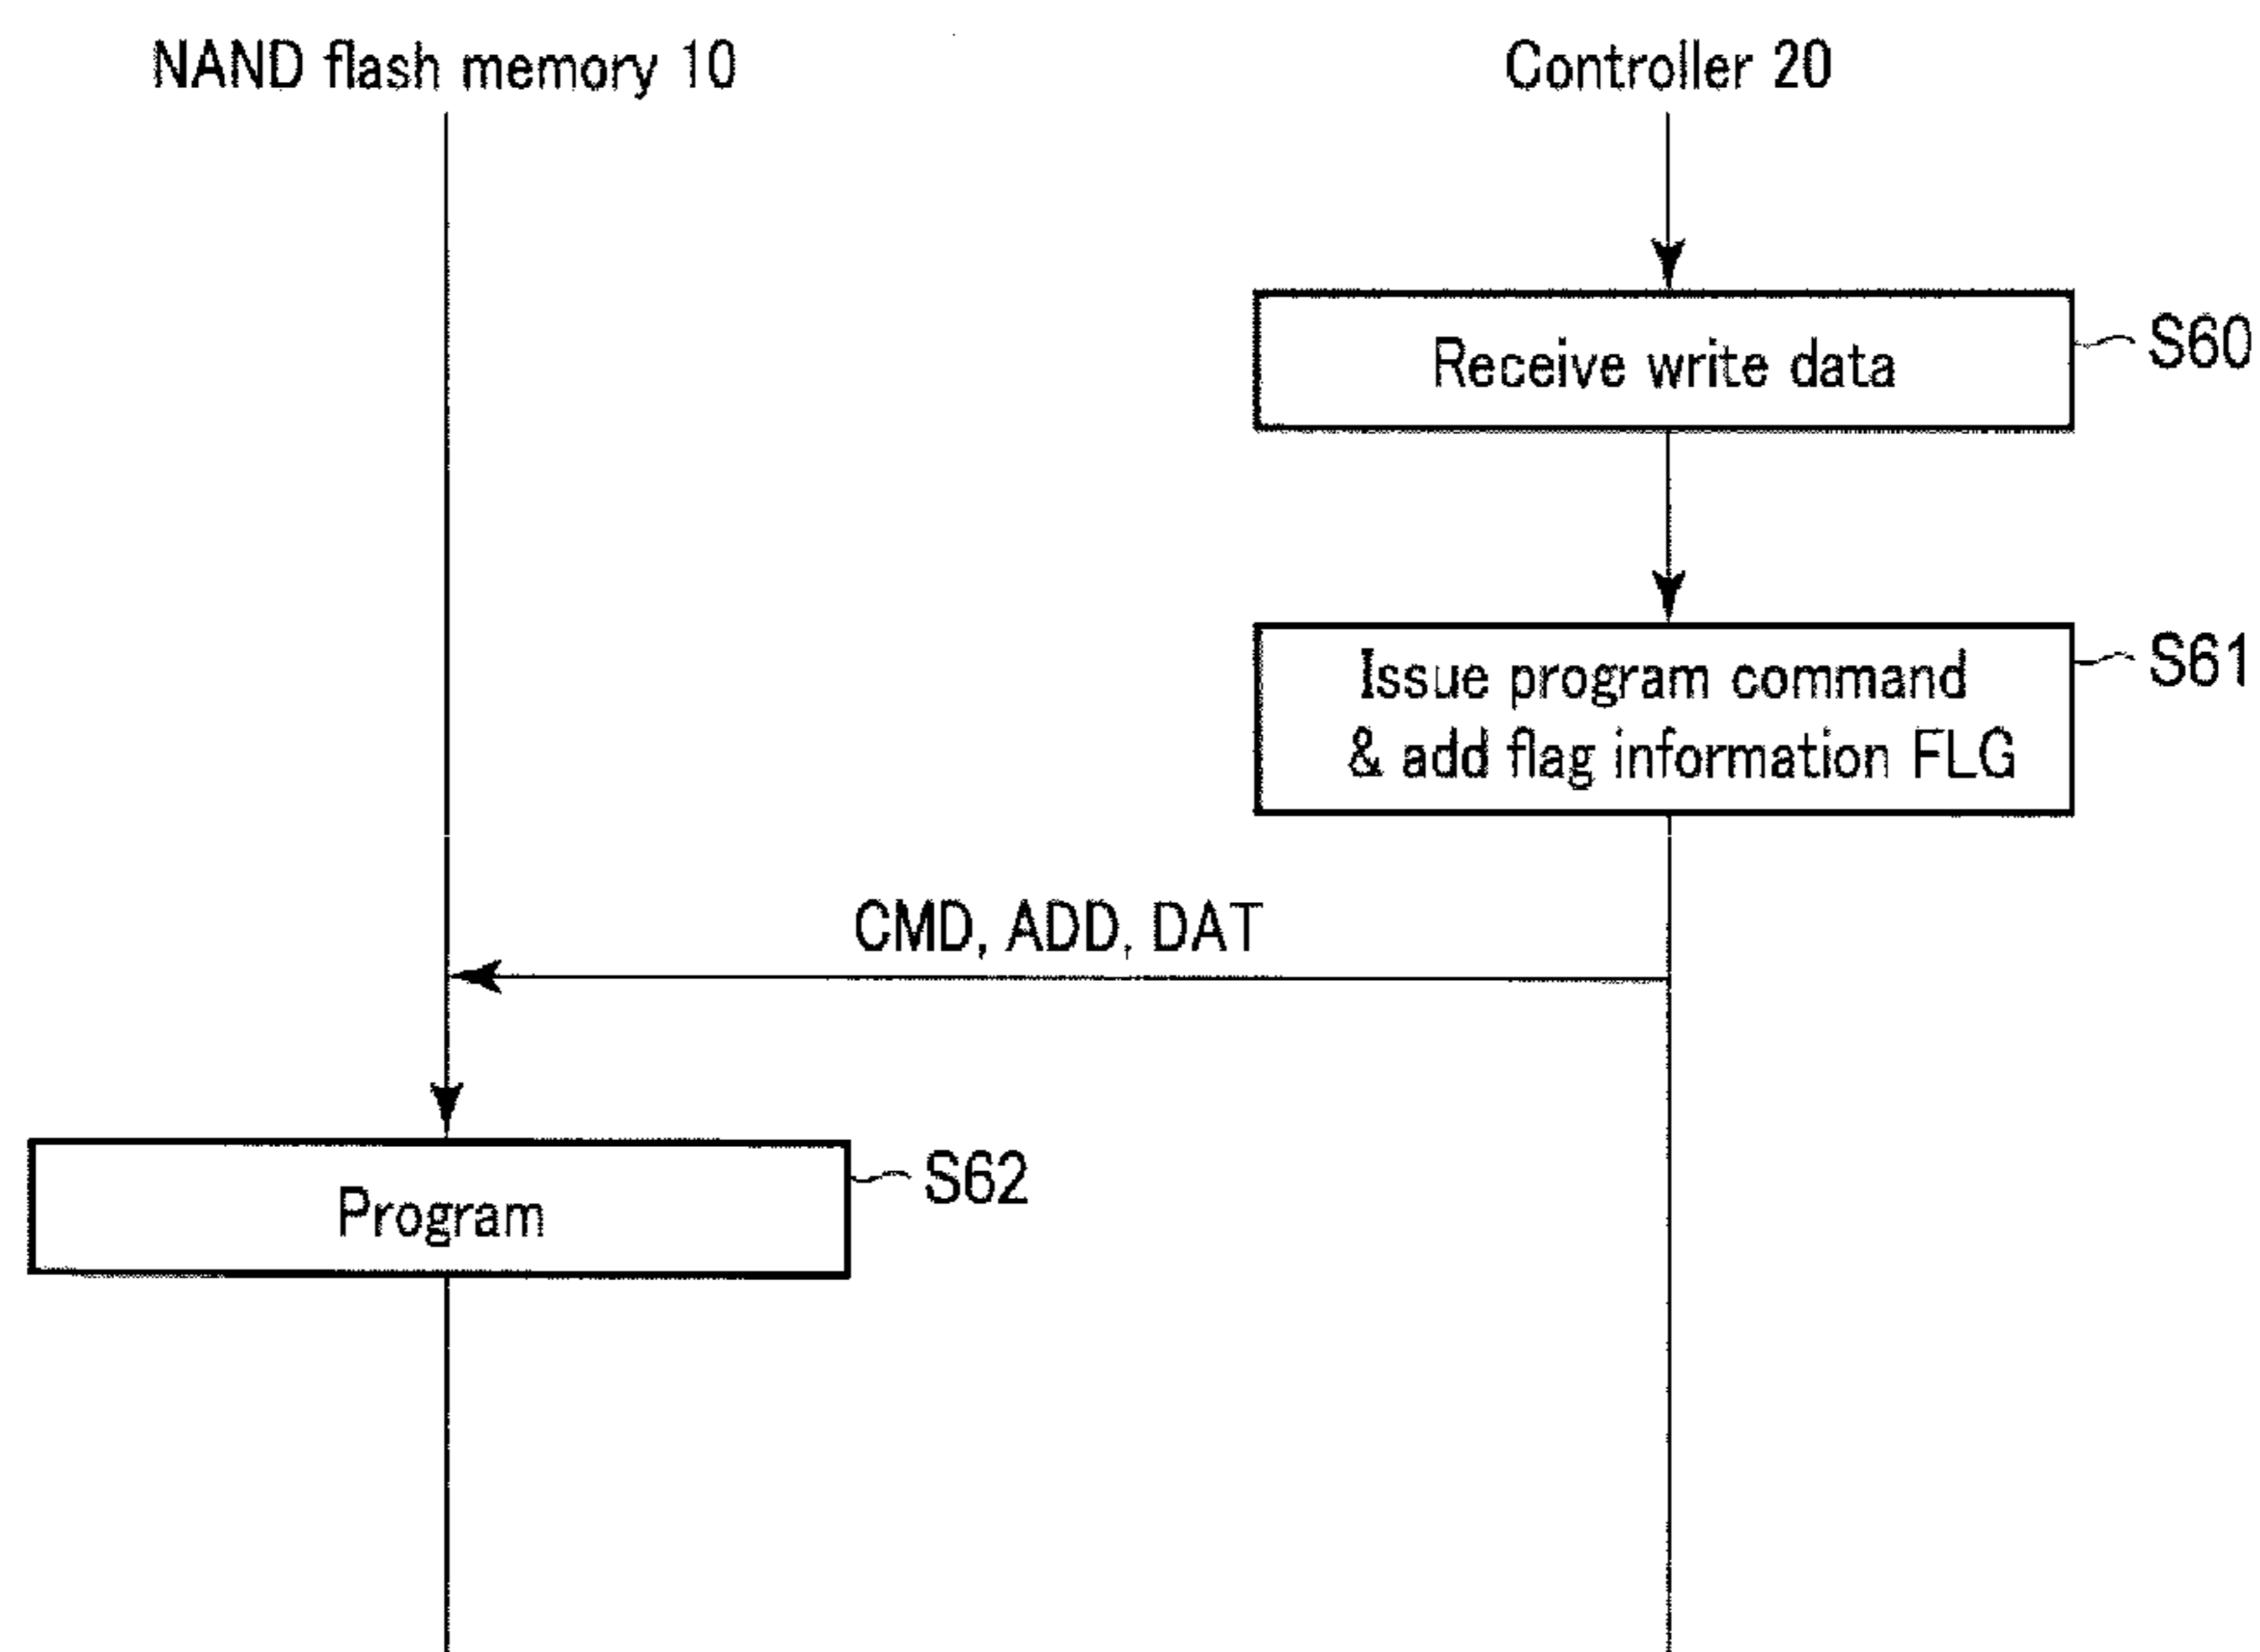 NAND flash memory 10
Controller 20
Receive write data
S60
Issue program command
& add flag information FLG
S61
CMD, ADD, DAT
Program
S62